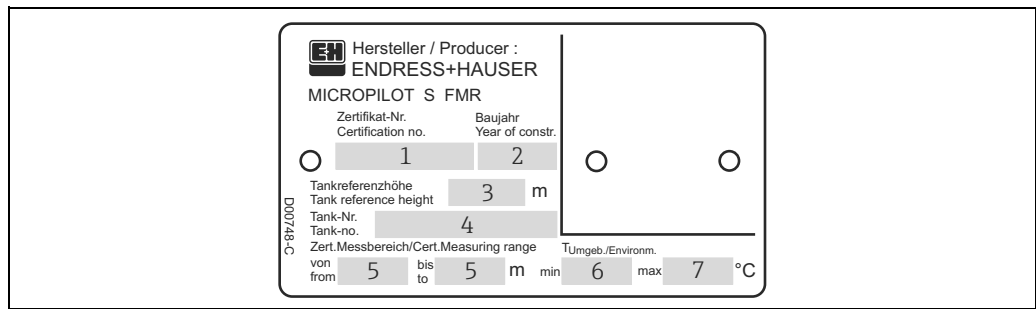 E+H Hersteller / Producer :
ENDRESS+HAUSER
MICROPILOT S FMR
Zertifikat-Nr. Baujahr
Certification no. Year of constr.
1 2
Tankreferenzhöhe
Tank reference height 3 m
Tank-Nr.
Tank-no. 4
Zert.Messbereich/Cert.Measuring range TUmgeb./Environm.
von bis
from 5 to 5 m min 6 max 7 °C
D00748-C